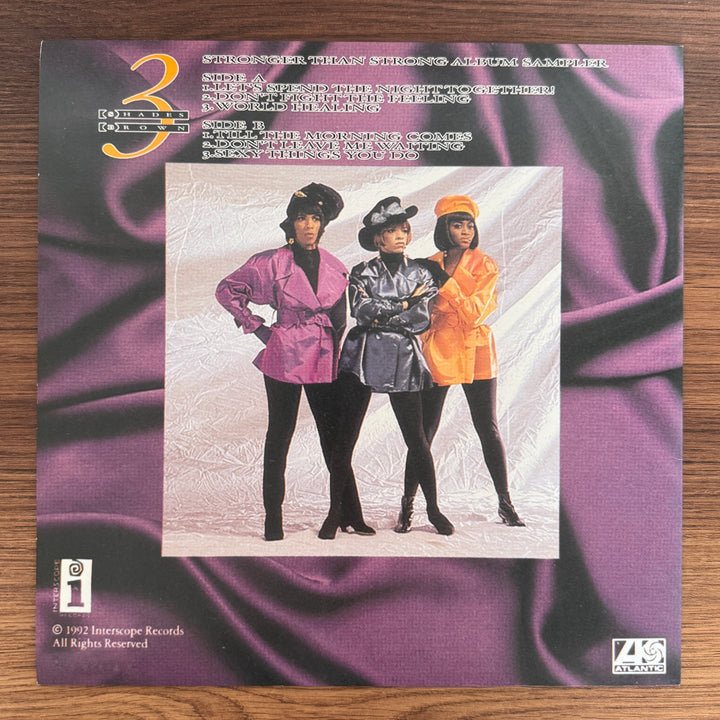 3
SHADES
BROWN
STRONGER THAN STRONG ALBUM SAMPLER
SIDE A
1.LET'S SPEND THE NIGHT TOGETHER!
2.DON'T FIGHT THE FEELING
3.WORLD HEALING
SIDE B
1.TILL THE MORNING COMES
2.DON'T LEAVE ME WAITING
3.SEXY THINGS YOU DO
INTERSCOPE
RECORDS
© 1992 Interscope Records
All Rights Reserved
ATLANTIC